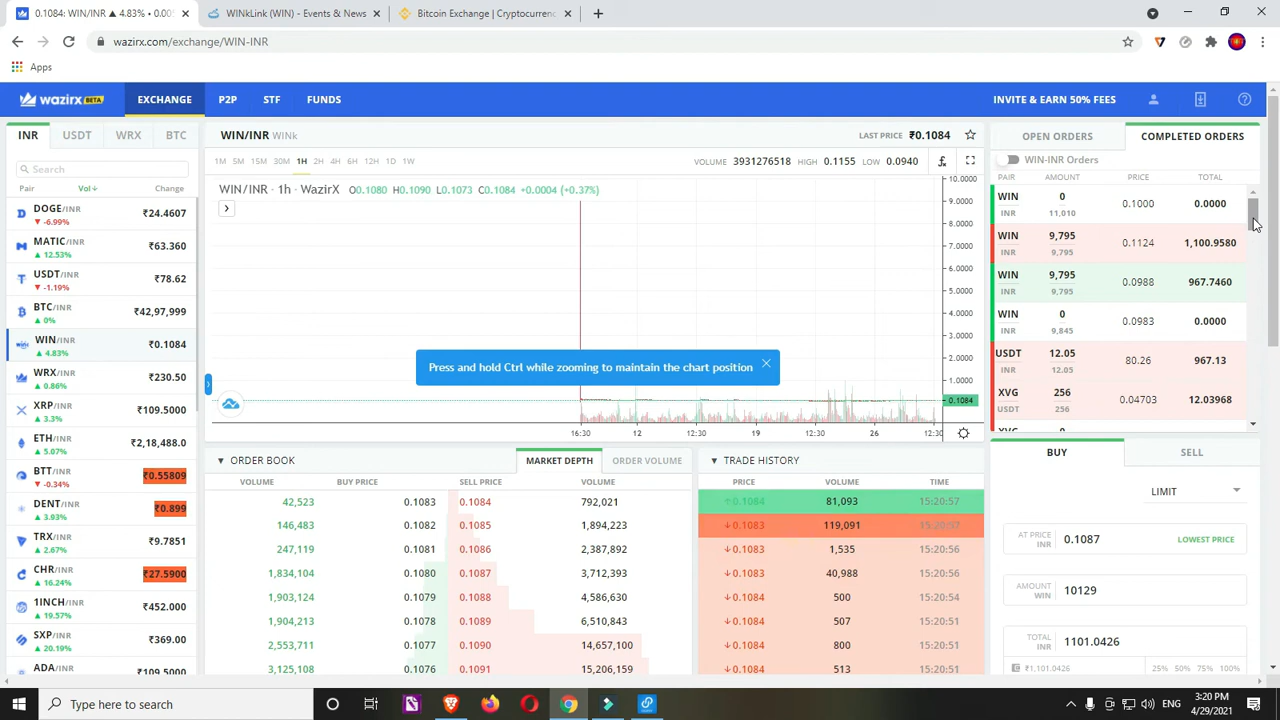 0.1084: WIN/INR ▲ 4.83% • 0.00
WINkLink (WIN) - Events & News
Bitcoin Exchange | Cryptocurrenc
wazirx.com/exchange/WIN-INR
Apps
wazirx BETA
EXCHANGE
P2P
STF
FUNDS
INVITE & EARN 50% FEES
INR USDT WRX BTC
Search
Pair Vol↓ Change
DOGE/INR ₹24.4607
▼ -6.99%
MATIC/INR ₹63.360
▲ 12.53%
USDT/INR ₹78.62
▼ -1.19%
BTC/INR ₹42,97,999
▲ 0%
WIN/INR ₹0.1084
▲ 4.83%
WRX/INR ₹230.50
▲ 0.86%
XRP/INR ₹109.5000
▲ 3.3%
ETH/INR ₹2,18,488.0
▲ 5.07%
BTT/INR ₹0.55809
▼ -0.34%
DENT/INR ₹0.899
▲ 3.93%
TRX/INR ₹9.7851
▲ 2.67%
CHR/INR ₹27.5900
▲ 16.24%
1INCH/INR ₹452.000
▲ 19.57%
SXP/INR ₹369.00
▲ 20.19%
ADA/INR ₹109.5000
WIN/INR WINk
LAST PRICE ₹0.1084
1M 5M 15M 30M 1H 2H 4H 6H 12H 1D 1W
VOLUME 3931276518 HIGH 0.1155 LOW 0.0940
WIN/INR · 1h · WazirX O0.1080 H0.1090 L0.1073 C0.1084 +0.0004 (+0.37%)
10.0000
9.0000
8.0000
7.0000
6.0000
5.0000
4.0000
3.0000
2.0000
1.0000
0.1084
Press and hold Ctrl while zooming to maintain the chart position
16:30 12 12:30 19 12:30 26 12:30
▼ ORDER BOOK
MARKET DEPTH ORDER VOLUME
VOLUME BUY PRICE SELL PRICE VOLUME
42,523 0.1083 0.1084 792,021
146,483 0.1082 0.1085 1,894,223
247,119 0.1081 0.1086 2,387,892
1,834,104 0.1080 0.1087 3,712,393
1,903,124 0.1079 0.1088 4,586,630
1,904,213 0.1078 0.1089 6,510,843
2,553,711 0.1077 0.1090 14,657,100
3,125,108 0.1076 0.1091 15,206,159
▼ TRADE HISTORY
PRICE VOLUME TIME
↑0.1084 81,093 15:20:57
↓0.1083 119,091 15:20:57
↓0.1083 1,535 15:20:56
↓0.1083 40,988 15:20:56
↓0.1083 500 15:20:54
↓0.1083 507 15:20:51
↓0.1083 800 15:20:51
↓0.1083 513 15:20:51
OPEN ORDERS COMPLETED ORDERS
WIN-INR Orders
PAIR AMOUNT PRICE TOTAL
WIN 0 0.1000 0.0000
INR 11,010
WIN 9,795 0.1124 1,100.9580
INR 9,795
WIN 9,795 0.0988 967.7460
INR 9,795
WIN 0 0.0983 0.0000
INR 9,845
USDT 12.05 80.26 967.13
INR 12.05
XVG 256 0.04703 12.03968
USDT 256
BUY SELL
LIMIT
AT PRICE INR 0.1087 LOWEST PRICE
AMOUNT WIN 10129
TOTAL INR 1101.0426
₹1,101.0426 25% 50% 75% 100%
Type here to search
ENG
3:20 PM
4/29/2021